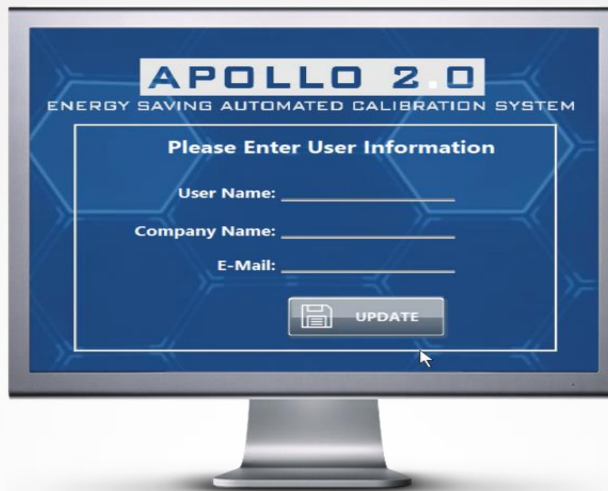 APOLLO 2.0
ENERGY SAVING AUTOMATED CALIBRATION SYSTEM
Please Enter User Information
User Name:
Company Name:
E-Mail:
UPDATE